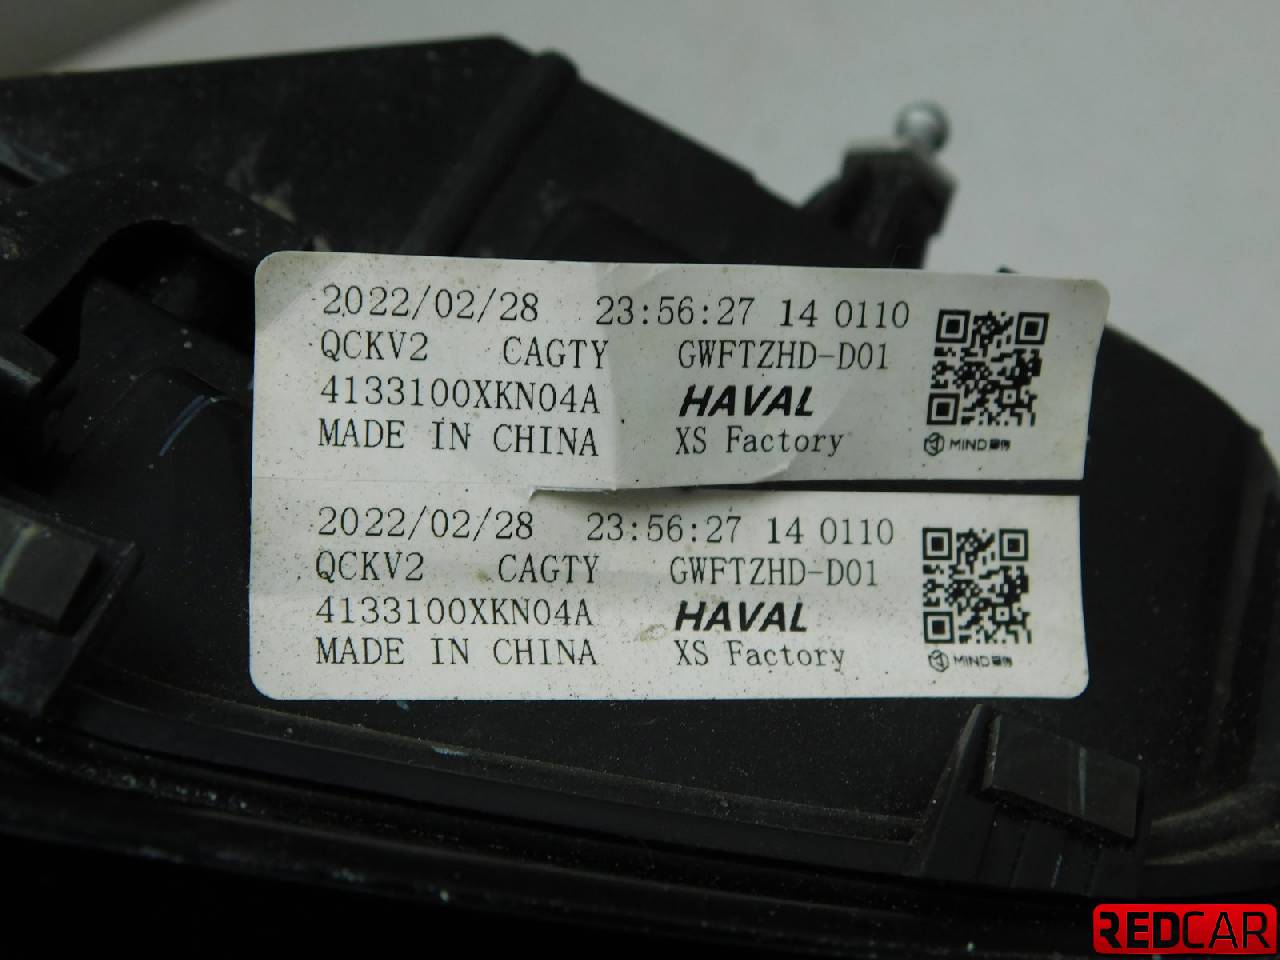 2022/02/28 23:56:27 14 0110
QCKV2 CAGTY GWFTZHD-D01
4133100XKN04A HAVAL
MADE IN CHINA XS Factory
MIND
2022/02/28 23:56:27 14 0110
QCKV2 CAGTY GWFTZHD-D01
4133100XKN04A HAVAL
MADE IN CHINA XS Factory
MIND
REDCAR